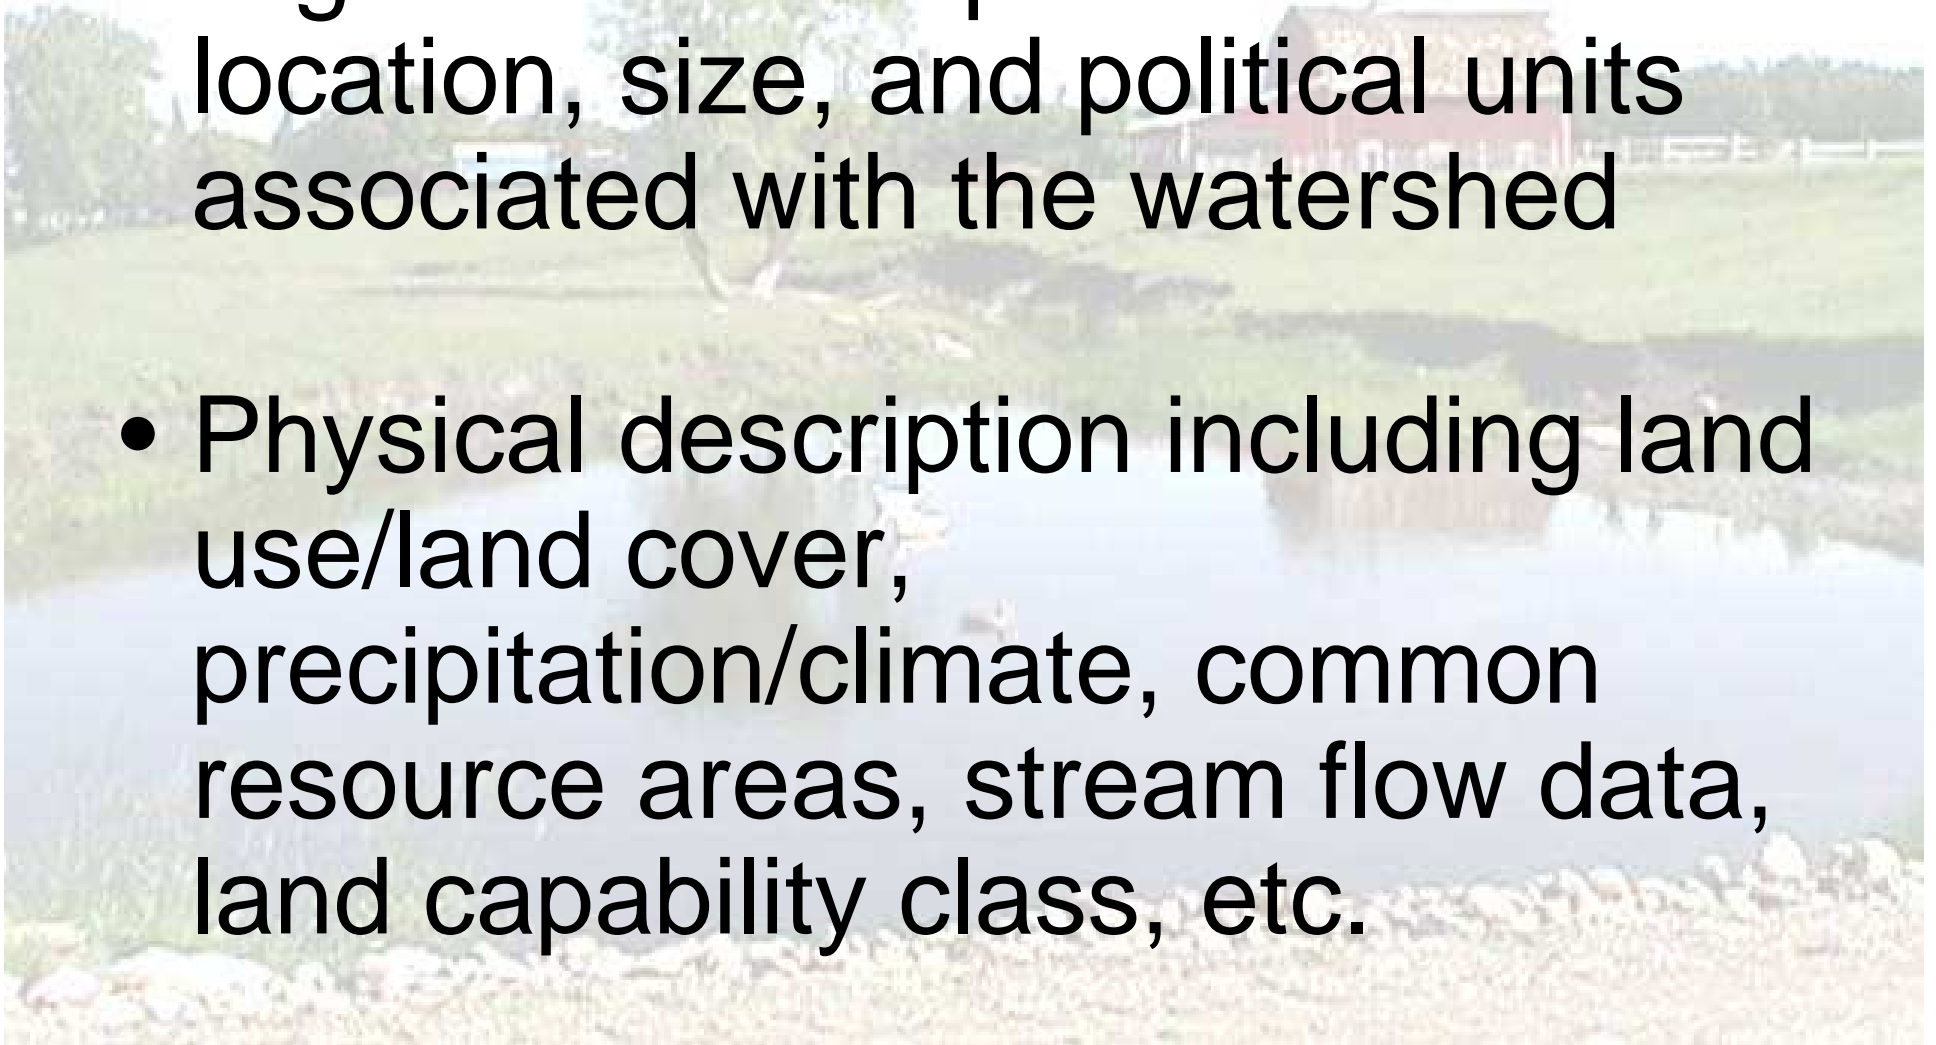 location, size, and political units
associated with the watershed
• Physical description including land
use/land cover,
precipitation/climate, common
resource areas, stream flow data,
land capability class, etc.